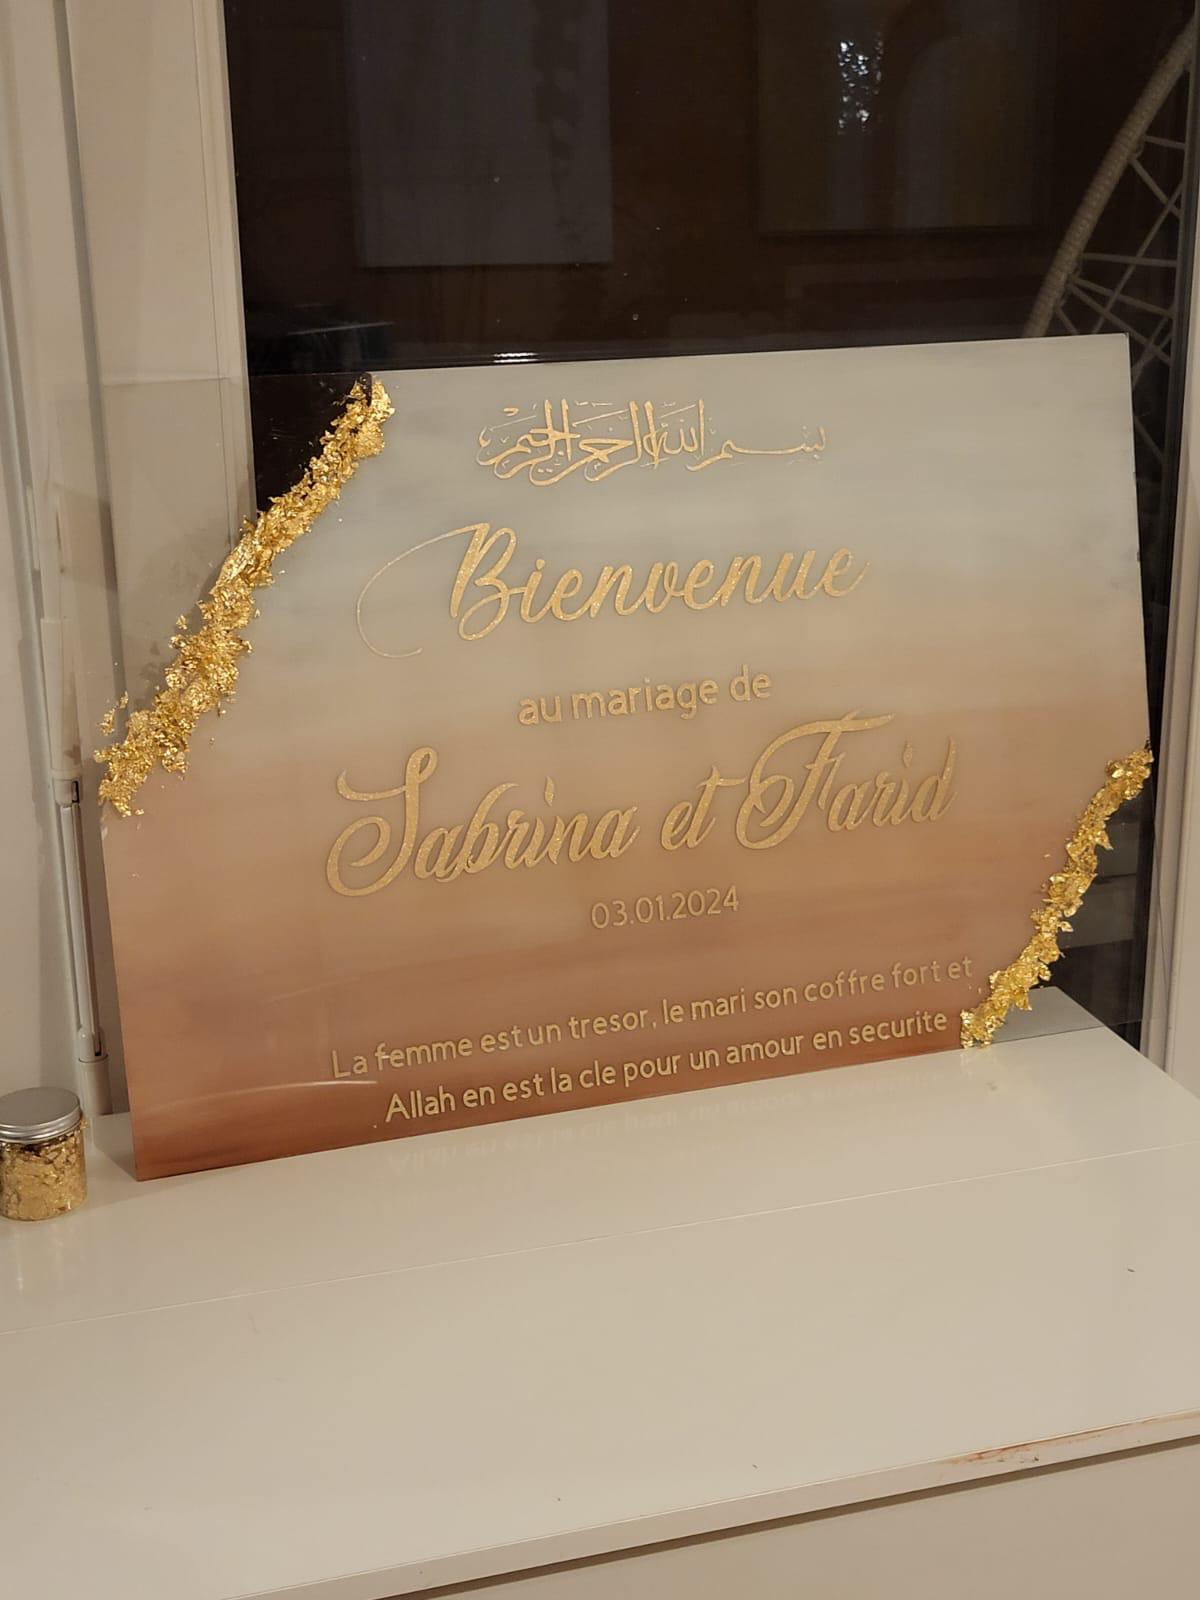 بسم الله الرحمن الرحيم
Bienvenue
au mariage de
Sabrina et Farid
03.01.2024
La femme est un tresor, le mari son coffre fort et
Allah en est la cle pour un amour en securite